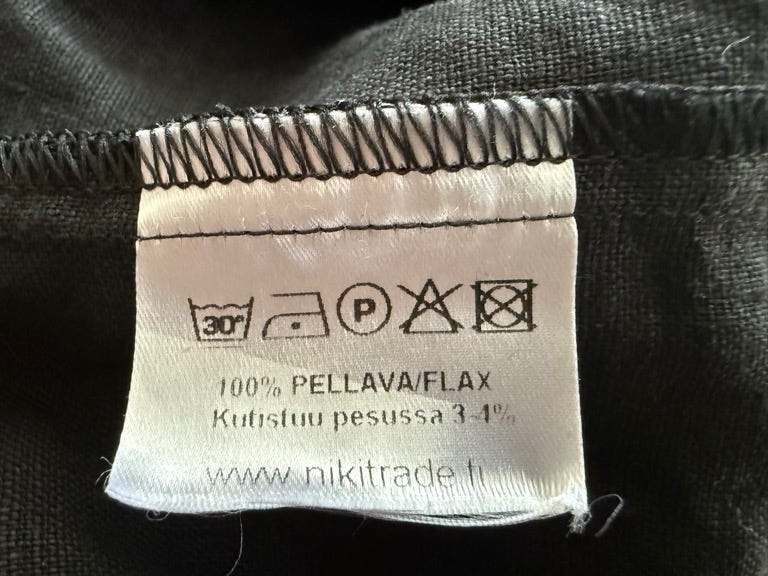 30°
P
100% PELLAVA/FLAX
Kutistuu pesussa 3-4%
www.nikitrade.fi